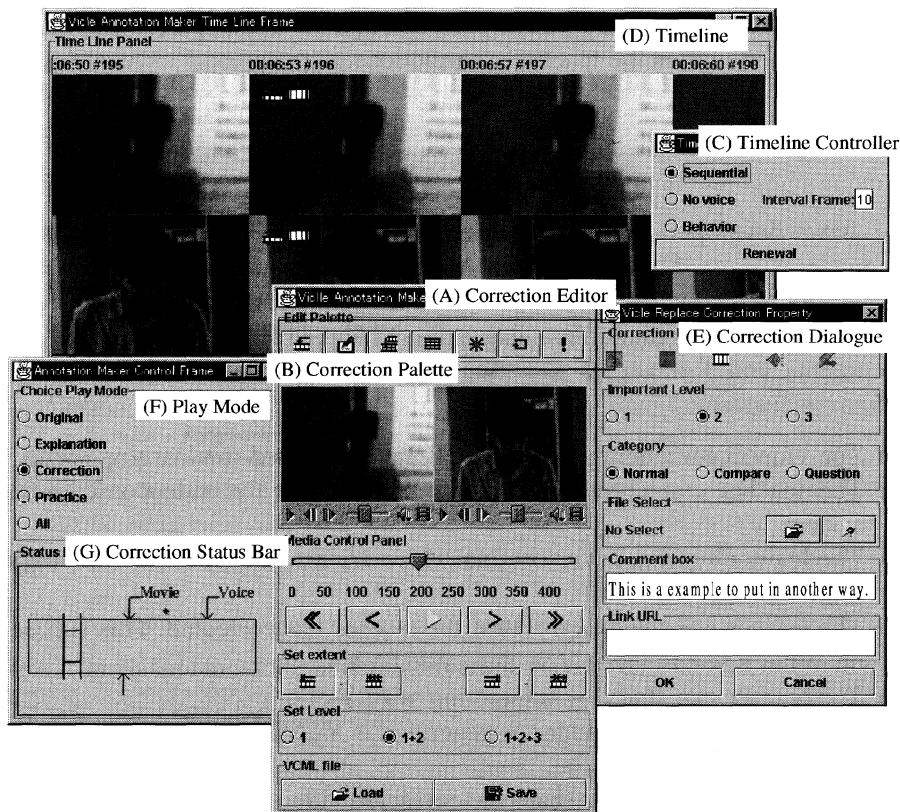 Viclle Annotation Maker Time Line Frame
(D) Timeline
Time Line Panel
:06:50 #195
00:06:53 #196
00:06:57 #197
00:06:60 #198
(C) Timeline Controller
Sequential
No voice
Interval Frame: 10
Behavior
Renewal
Viclle Annotation Make
(A) Correction Editor
Edit Palette
!
(B) Correction Palette
Media Control Panel
0 50 100 150 200 250 300 350 400
Set extent
Set Level
1
1+2
1+2+3
VCML file
Load
Save
Annotation Maker Control Frame
Choice Play Mode
(F) Play Mode
Original
Explanation
Correction
Practice
All
Status
(G) Correction Status Bar
Movie
Voice
Viclle Replace Correction Property
Correction
(E) Correction Dialogue
Important Level
1
2
3
Category
Normal
Compare
Question
File Select
No Select
Comment box
This is a example to put in another way.
Link URL
OK
Cancel